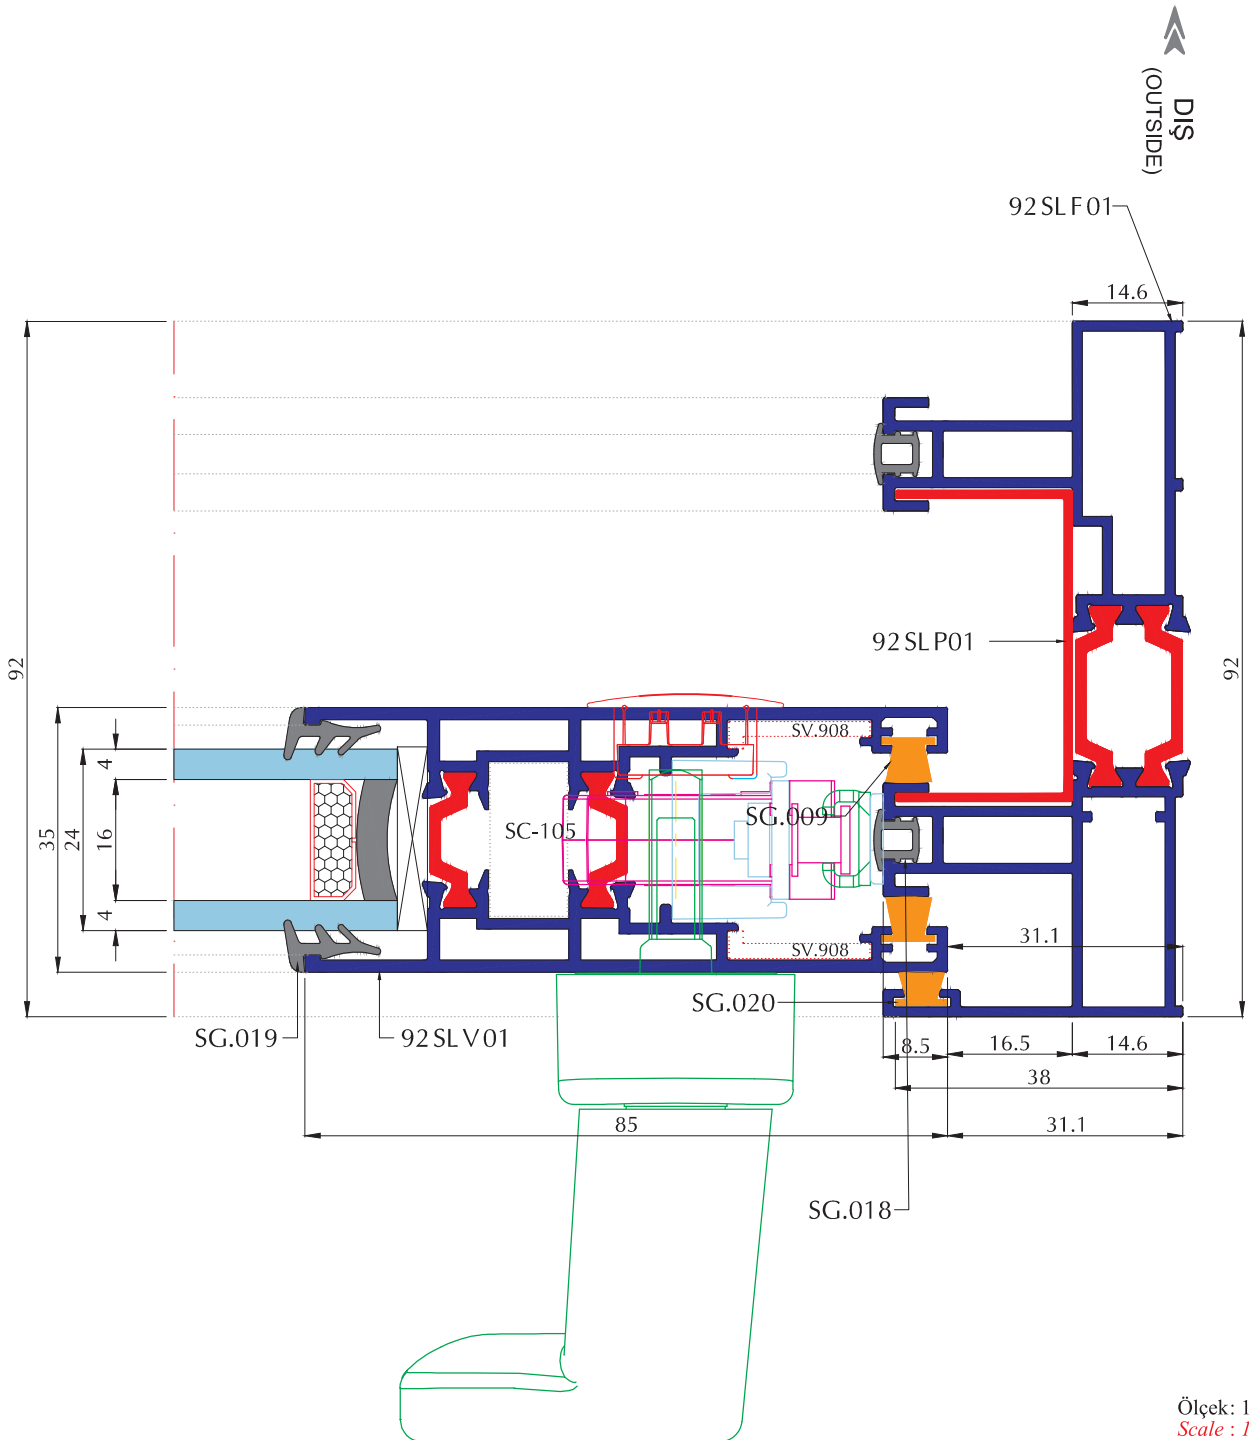 DIŞ
(OUTSIDE)
92 SL F 01
14.6
92 SL P01
92
92
SV.908
4
SC-105
SG.009
35
24
16
4
31.1
SV.908
SG.020
SG.019
92 SL V 01
8.5
16.5
14.6
38
85
31.1
SG.018
Ölçek: 1
Scale : 1